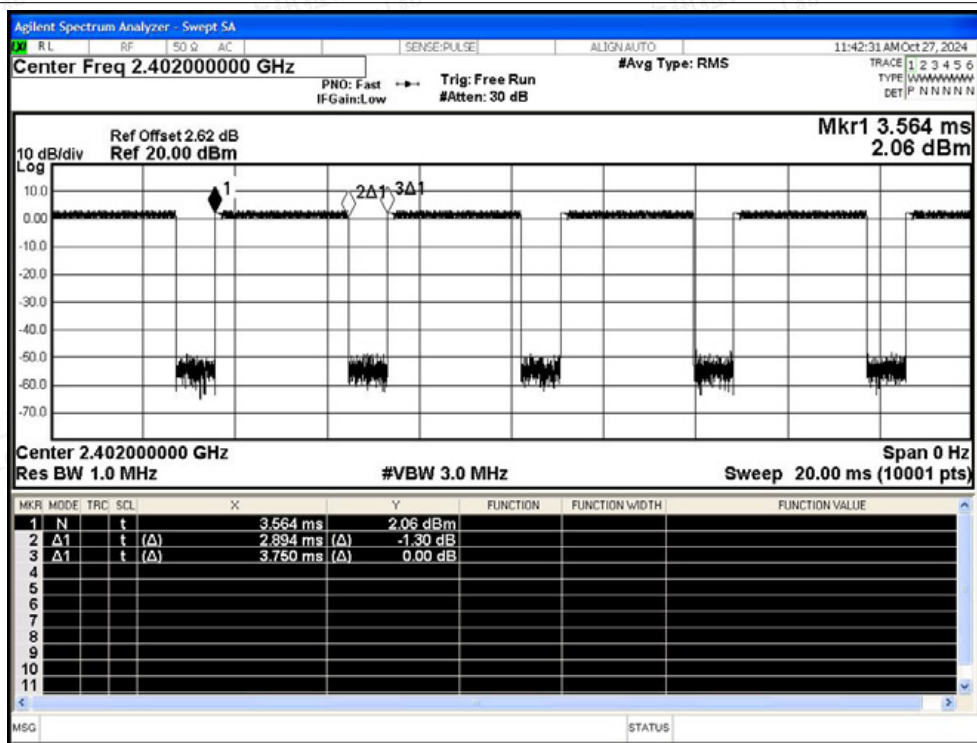 Agilent Spectrum Analyzer - Swept SA
RL RF 50 Ω AC SENSE:PULSE ALIGN AUTO 11:42:31 AM Oct 27, 2024
Center Freq 2.402000000 GHz #Avg Type: RMS TRACE 1 2 3 4 5 6
PNO: Fast Trig: Free Run TYPE WWWWWW
IFGain:Low #Atten: 30 dB DET P N N N N N
Mkr1 3.564 ms
Ref Offset 2.62 dB
10 dB/div Ref 20.00 dBm 2.06 dBm
Log
10.0
1 2Δ1 3Δ1
0.00
-10.0
-20.0
-30.0
-40.0
-50.0
-60.0
-70.0
Center 2.402000000 GHz Span 0 Hz
Res BW 1.0 MHz #VBW 3.0 MHz Sweep 20.00 ms (10001 pts)
MKR MODE TRC SCL X Y FUNCTION FUNCTION WIDTH FUNCTION VALUE
1 N t 3.564 ms 2.06 dBm
2 Δ1 t (Δ) 2.894 ms (Δ) -1.30 dB
3 Δ1 t (Δ) 3.750 ms (Δ) 0.00 dB
4
5
6
7
8
9
10
11
MSG STATUS